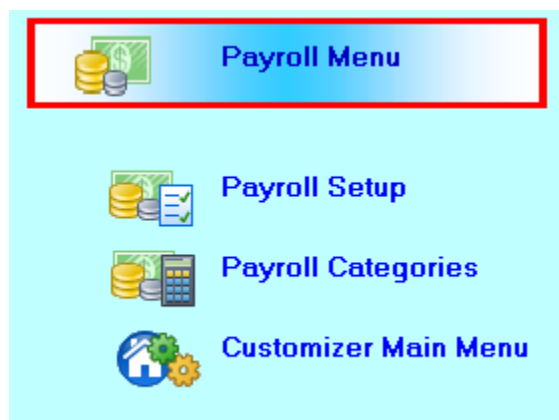 Payroll Menu
Payroll Setup
Payroll Categories
Customizer Main Menu